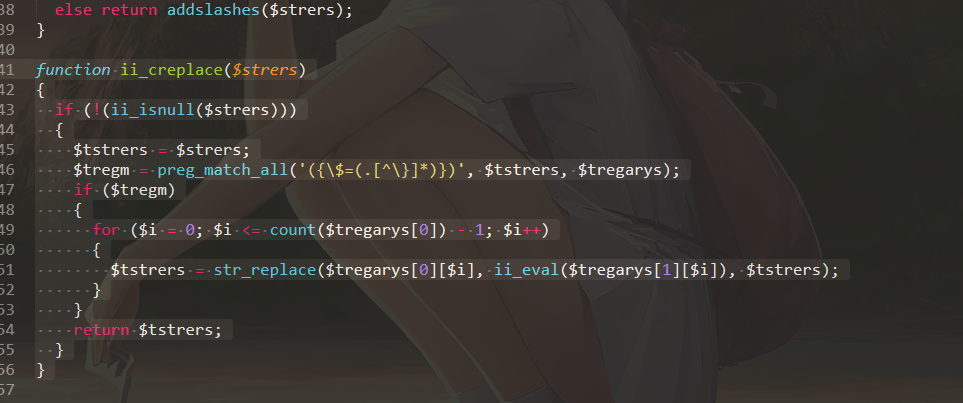 38 else return addslashes($strers);
39 }
40
41 function ii_creplace($strers)
42 {
43 if (!(ii_isnull($strers)))
44 {
45 $tstrers = $strers;
46 $tregm = preg_match_all('({\$=(.[^\}]*)})', $tstrers, $tregarys);
47 if ($tregm)
48 {
49 for ($i = 0; $i <= count($tregarys[0]) - 1; $i++)
50 {
51 $tstrers = str_replace($tregarys[0][$i], ii_eval($tregarys[1][$i]), $tstrers);
52 }
53 }
54 return $tstrers;
55 }
56 }
57